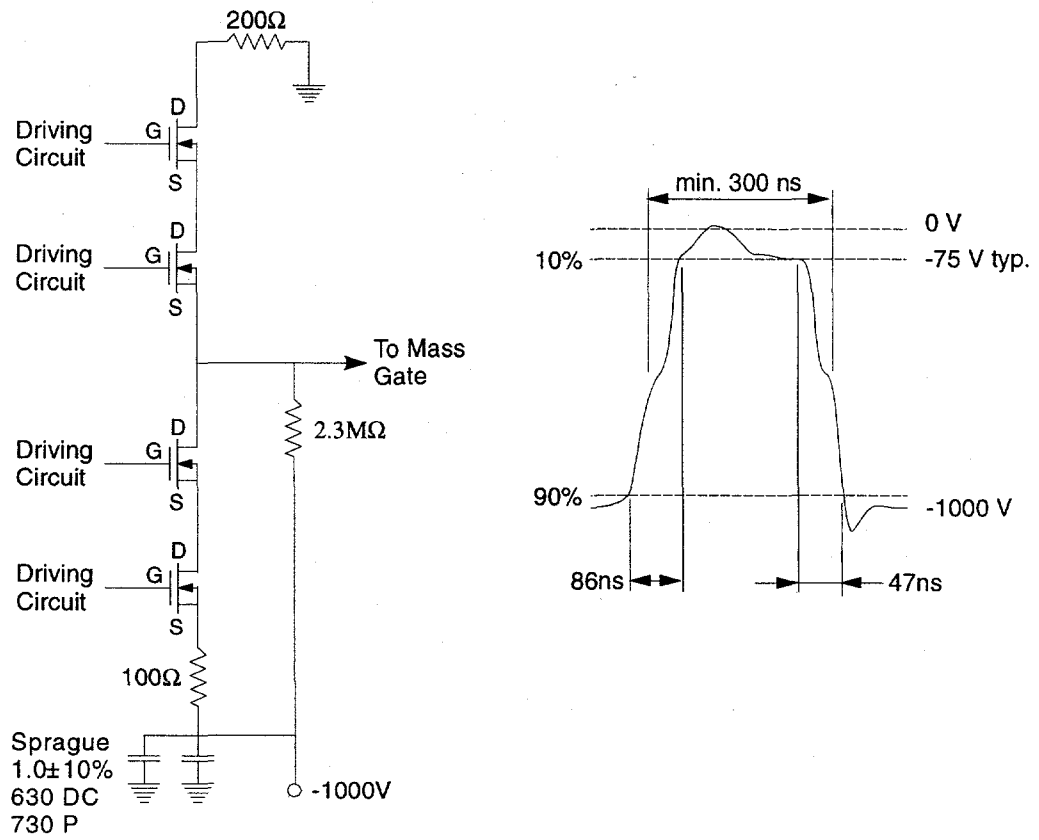 200Ω
D
Driving
Circuit
G
S
D
Driving
Circuit
G
S
To Mass
Gate
2.3MΩ
D
Driving
Circuit
G
S
D
Driving
Circuit
G
S
100Ω
Sprague
1.0±10%
630 DC
730 P
-1000V
min. 300 ns
0 V
10%
-75 V typ.
90%
-1000 V
86ns
47ns